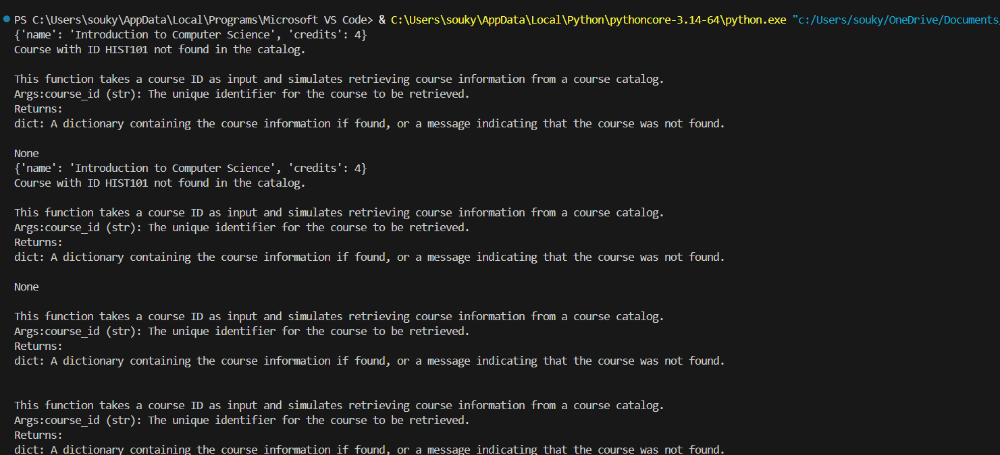 PS C:\Users\souky\AppData\Local\Programs\Microsoft VS Code> & C:\Users\souky\AppData\Local\Python\pythoncore-3.14-64\python.exe "c:/Users/souky/OneDrive/Documents/
{'name': 'Introduction to Computer Science', 'credits': 4}
Course with ID HIST101 not found in the catalog.
This function takes a course ID as input and simulates retrieving course information from a course catalog.
Args:course_id (str): The unique identifier for the course to be retrieved.
Returns:
dict: A dictionary containing the course information if found, or a message indicating that the course was not found.
None
{'name': 'Introduction to Computer Science', 'credits': 4}
Course with ID HIST101 not found in the catalog.
This function takes a course ID as input and simulates retrieving course information from a course catalog.
Args:course_id (str): The unique identifier for the course to be retrieved.
Returns:
dict: A dictionary containing the course information if found, or a message indicating that the course was not found.
None
This function takes a course ID as input and simulates retrieving course information from a course catalog.
Args:course_id (str): The unique identifier for the course to be retrieved.
Returns:
dict: A dictionary containing the course information if found, or a message indicating that the course was not found.
This function takes a course ID as input and simulates retrieving course information from a course catalog.
Args:course_id (str): The unique identifier for the course to be retrieved.
Returns:
dict: A dictionary containing the course information if found, or a message indicating that the course was not found.